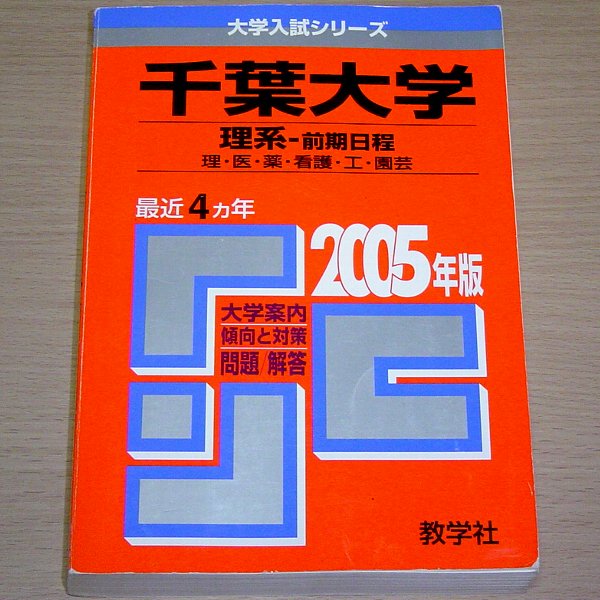 大学入試シリーズ
千葉大学
理系-前期日程
理・医・薬・看護・工・園芸
最近4ヵ年
2005年版
大学案内
傾向と対策
問題/解答
教学社